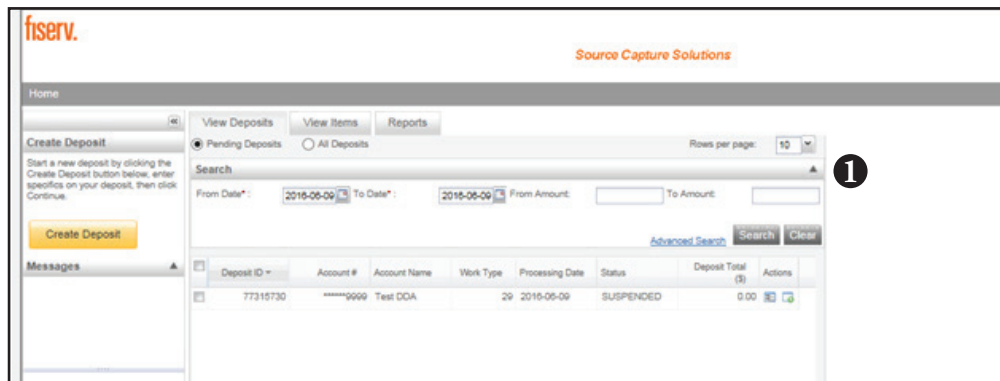 fiserv.
Source Capture Solutions
Home
View Deposits View Items Reports
Create Deposit
Pending Deposits All Deposits Rows per page: 10
Start a new deposit by clicking the
Create Deposit button below, enter
specifics on your deposit, then click
Continue.
Search
From Date*: 2016-06-09 To Date*: 2016-06-09 From Amount: To Amount:
Create Deposit
Advanced Search Search Clear
Messages
Deposit ID Account # Account Name Work Type Processing Date Status Deposit Total
($) Actions
77315730 ******9999 Test DDA 29 2016-06-09 SUSPENDED 0.00
1